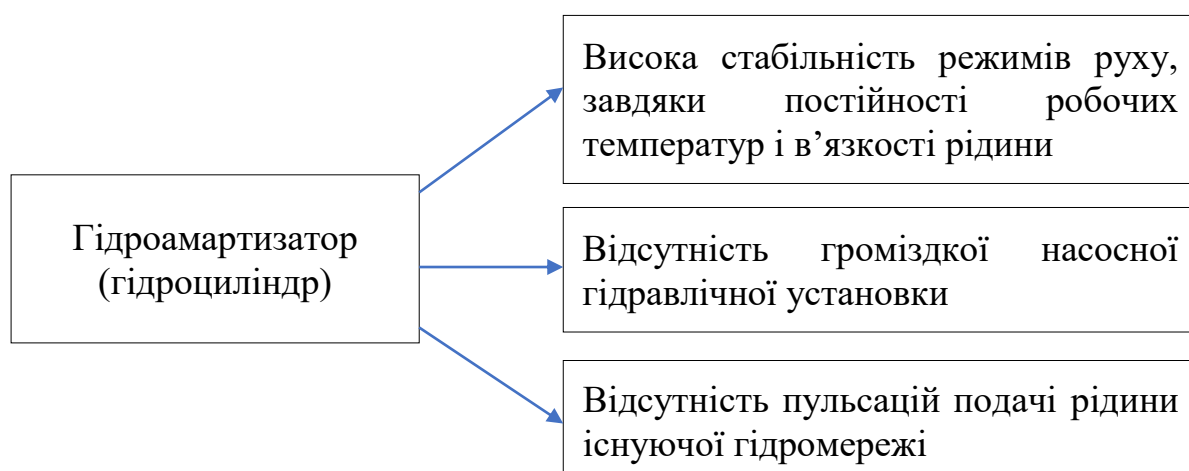 Висока стабільність режимів руху,
завдяки постійності робочих
температур і в’язкості рідини
Гідроамартизатор
(гідроциліндр)
Відсутність громіздкої насосної
гідравлічної установки
Відсутність пульсацій подачі рідини
існуючої гідромережі